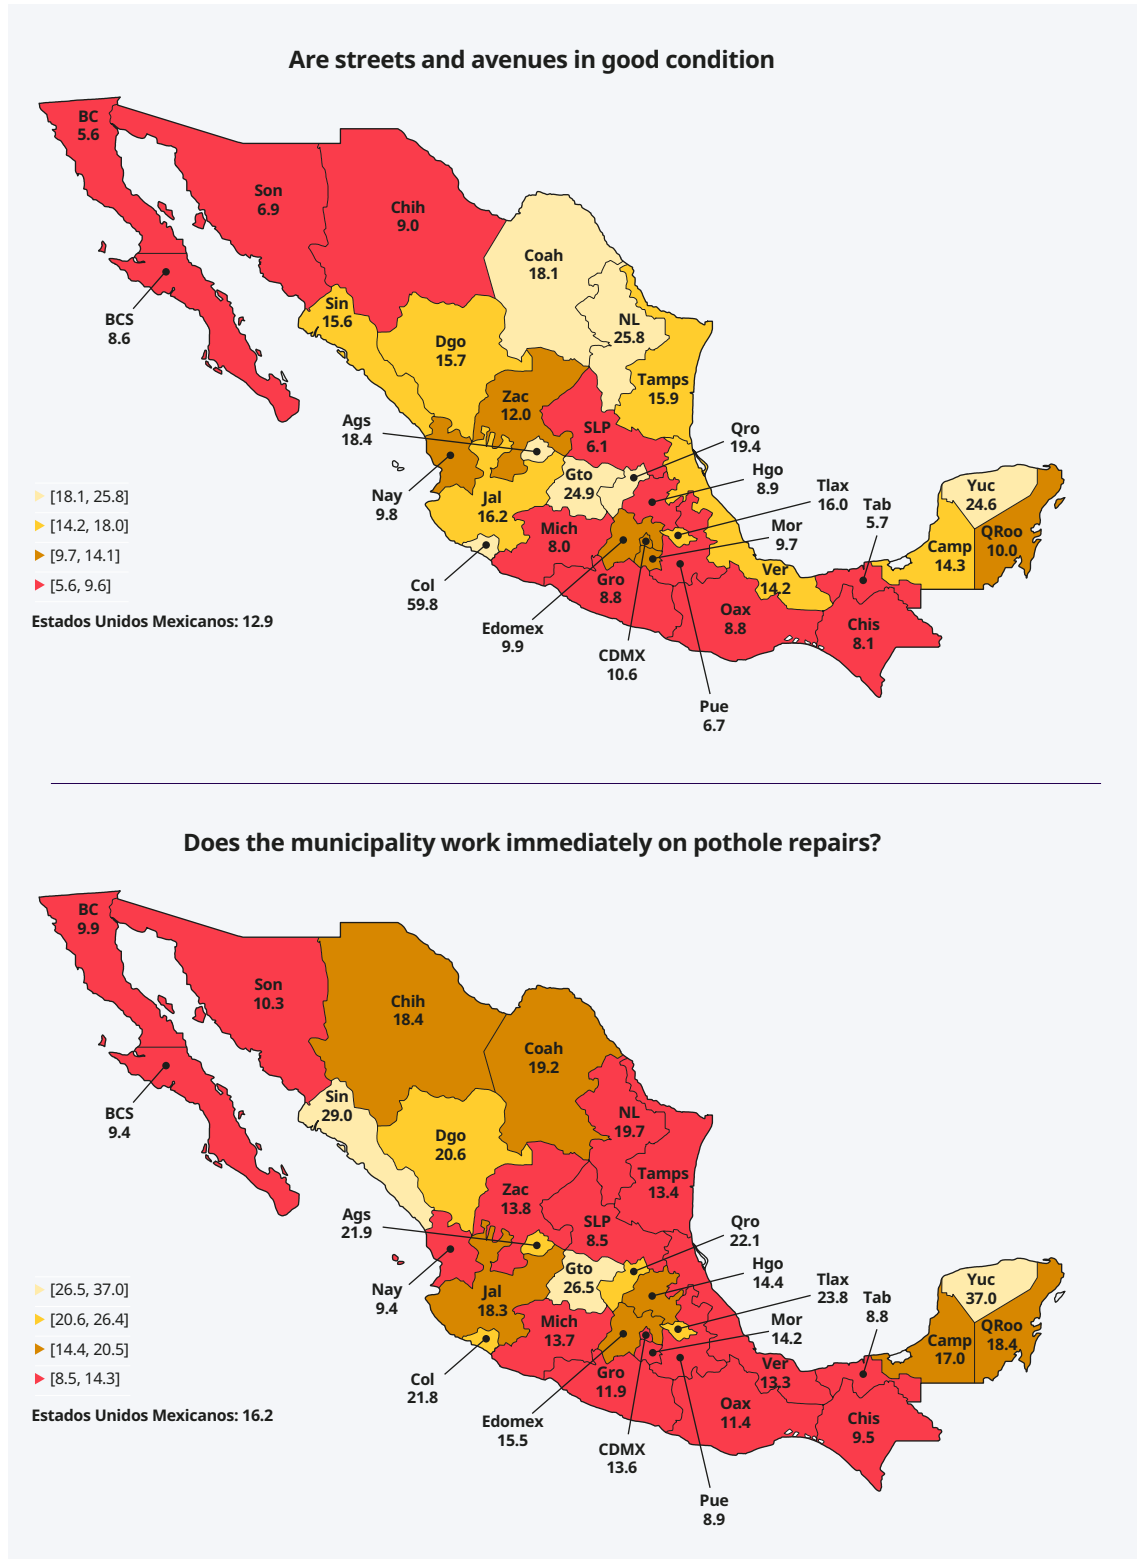 Are streets and avenues in good condition
BC
5.6
Son
6.9
Chih
9.0
Coah
18.1
BCS
8.6
Sin
15.6
NL
25.8
Dgo
15.7
Tamps
15.9
Zac
12.0
Ags
18.4
SLP
6.1
Qro
19.4
Hgo
8.9
Gto
24.9
Nay
9.8
Jal
16.2
Tlax
16.0
Tab
5.7
Yuc
24.6
Mich
8.0
Mor
9.7
QRoo
10.0
Camp
14.3
Col
59.8
Gro
8.8
Ver
14.2
Edomex
9.9
Oax
8.8
Chis
8.1
CDMX
10.6
Pue
6.7
[18.1, 25.8]
[14.2, 18.0]
[9.7, 14.1]
[5.6, 9.6]
Estados Unidos Mexicanos: 12.9
Does the municipality work immediately on pothole repairs?
BC
9.9
Son
10.3
Chih
18.4
Coah
19.2
BCS
9.4
Sin
29.0
NL
19.7
Dgo
20.6
Tamps
13.4
Zac
13.8
Ags
21.9
SLP
8.5
Qro
22.1
Hgo
14.4
Gto
26.5
Nay
9.4
Jal
18.3
Tlax
23.8
Tab
8.8
Yuc
37.0
Mich
13.7
Mor
14.2
QRoo
18.4
Camp
17.0
Col
21.8
Gro
11.9
Ver
13.3
Edomex
15.5
Oax
11.4
Chis
9.5
CDMX
13.6
Pue
8.9
[26.5, 37.0]
[20.6, 26.4]
[14.4, 20.5]
[8.5, 14.3]
Estados Unidos Mexicanos: 16.2